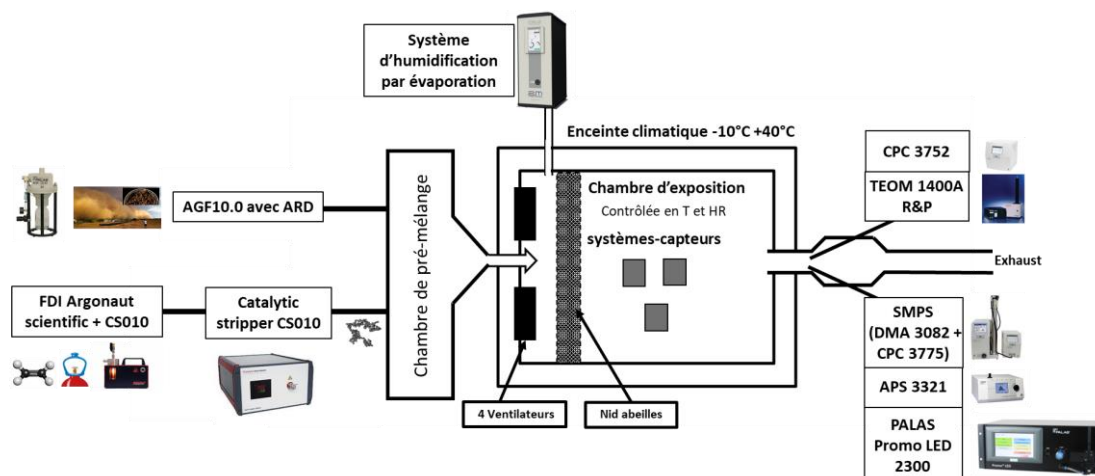 Système
d'humidification
par évaporation
Enceinte climatique -10°C +40°C
CPC 3752
TEOM 1400A
R&P
Chambre d'exposition
Contrôlée en T et HR
systèmes-capteurs
AGF10.0 avec ARD
Chambre de pré-mélange
Exhaust
FDI Argonaut
scientific + CS010
Catalytic
stripper CS010
SMPS
(DMA 3082 +
CPC 3775)
APS 3321
4 Ventilateurs
Nid abeilles
PALAS
Promo LED
2300